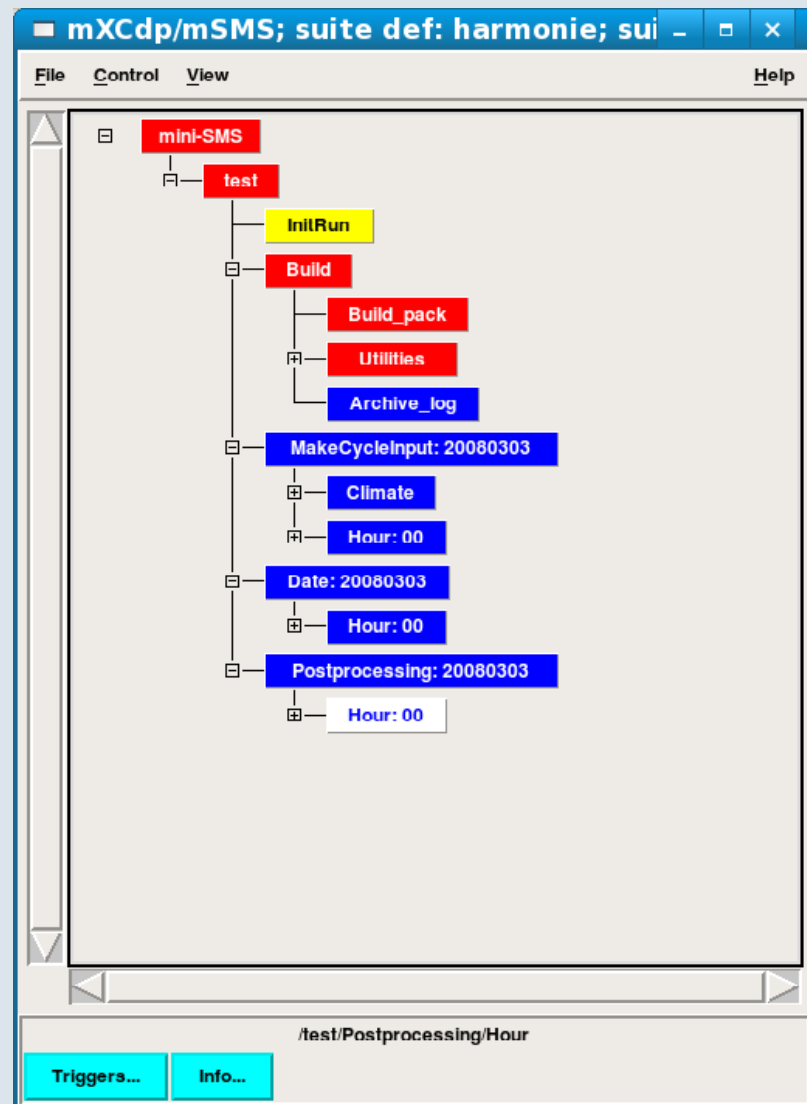 mXCdp/mSMS; suite def: harmonie; sui
File Control View Help
mini-SMS
test
InitRun
Build
Build_pack
Utilities
Archive_log
MakeCycleInput: 20080303
Climate
Hour: 00
Date: 20080303
Hour: 00
Postprocessing: 20080303
Hour: 00
/test/Postprocessing/Hour
Triggers... Info...